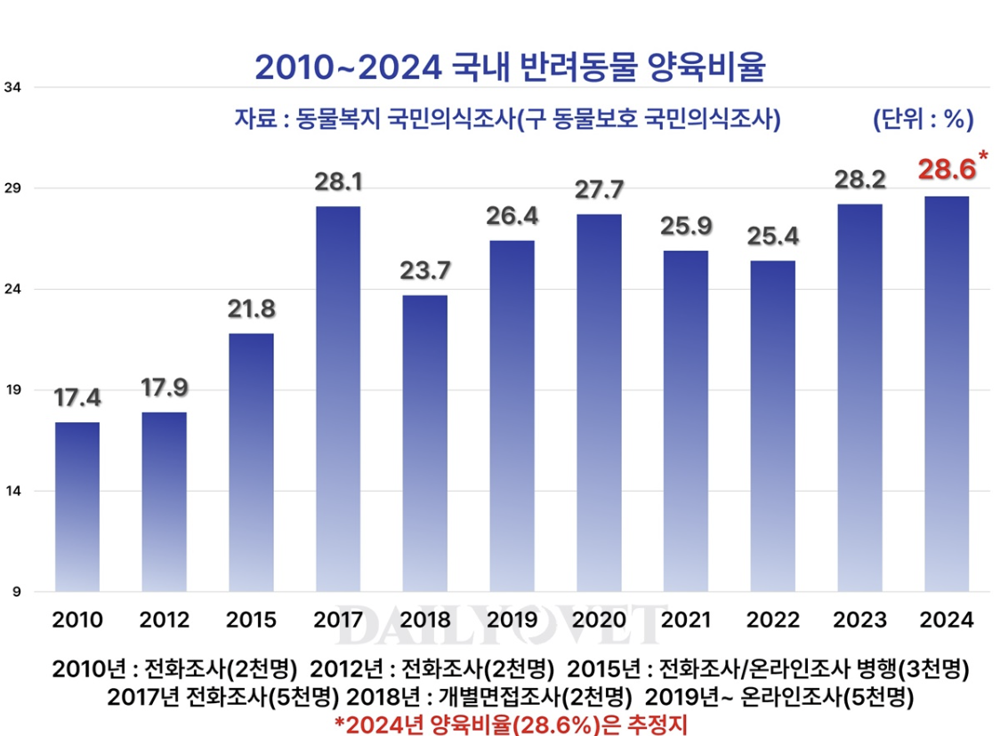 2010~2024 국내 반려동물 양육비율
자료 : 동물복지 국민의식조사(구 동물보호 국민의식조사) (단위 : %)
34
29
24
19
14
9
17.4
17.9
21.8
28.1
23.7
26.4
27.7
25.9
25.4
28.2
28.6*
2010 2012 2015 2017 2018 2019 2020 2021 2022 2023 2024
DAILYVET
2010년 : 전화조사(2천명) 2012년 : 전화조사(2천명) 2015년 : 전화조사/온라인조사 병행(3천명)
2017년 전화조사(5천명) 2018년 : 개별면접조사(2천명) 2019년~ 온라인조사(5천명)
*2024년 양육비율(28.6%)은 추정지